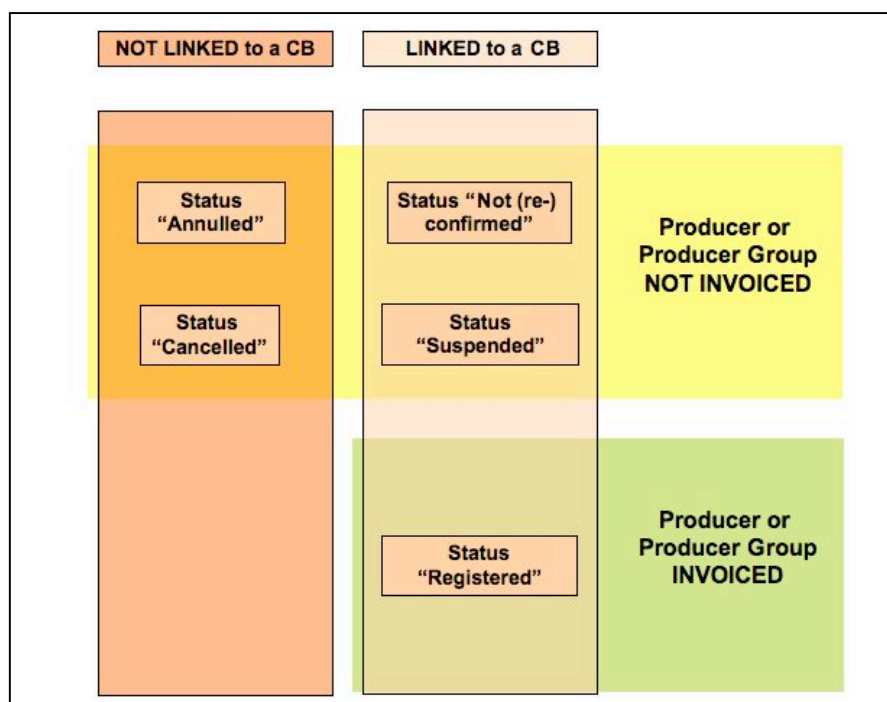 NOT LINKED to a CB
LINKED to a CB
Status
“Annulled”
Status “Not (re-)
confirmed”
Producer or
Producer Group
NOT INVOICED
Status
“Cancelled”
Status
“Suspended”
Producer or
Producer Group
INVOICED
Status
“Registered”